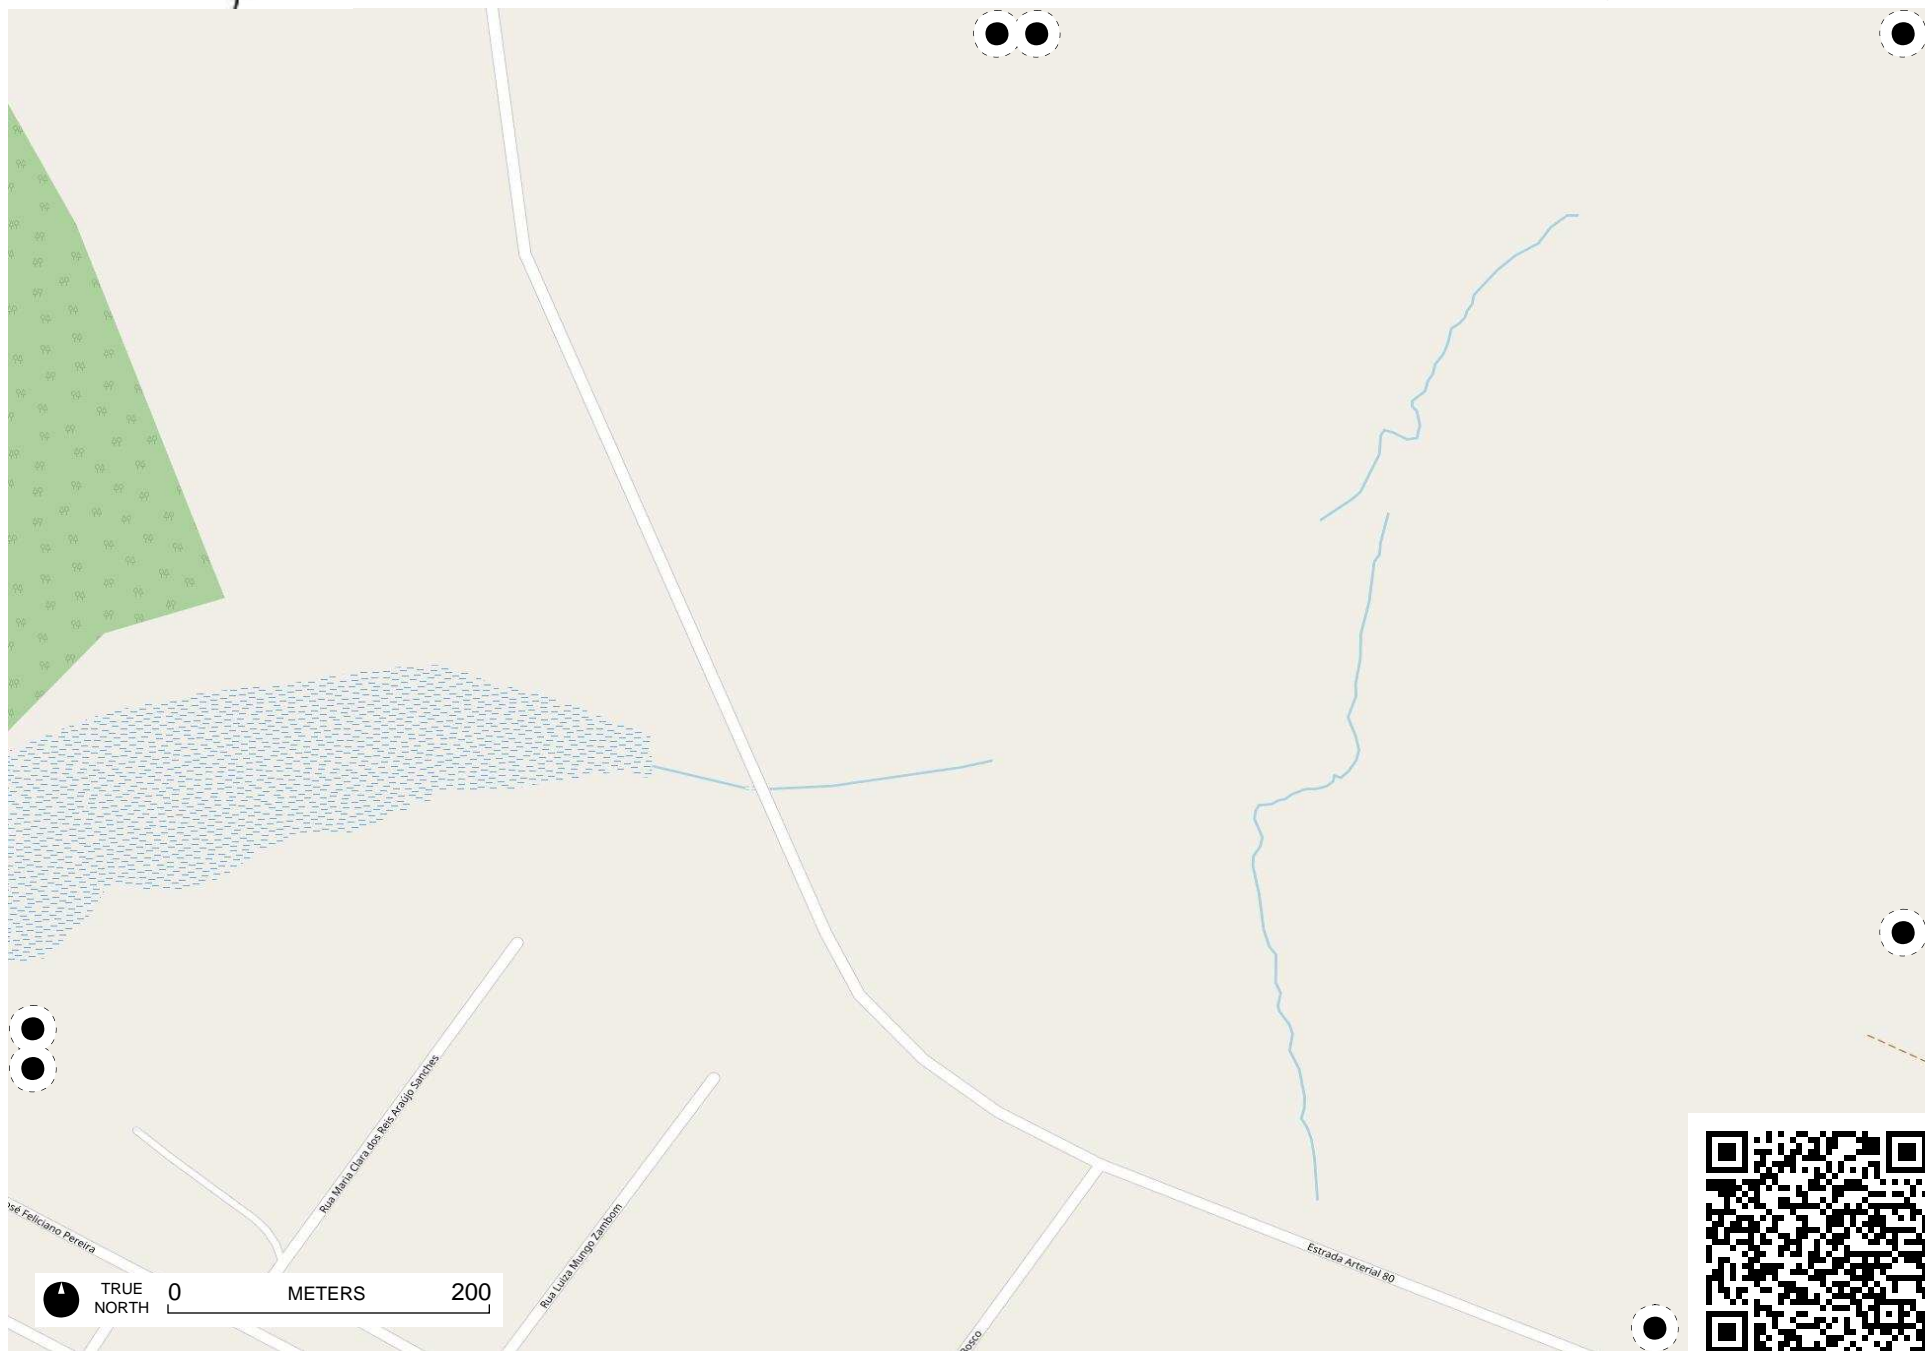 Rua Maria Clara dos Reis Araújo Sanches
Rua Luiza Mungo Zambom
Feliciano Pereira
Estrada Arterial 80
TRUE
NORTH
0 METERS 200